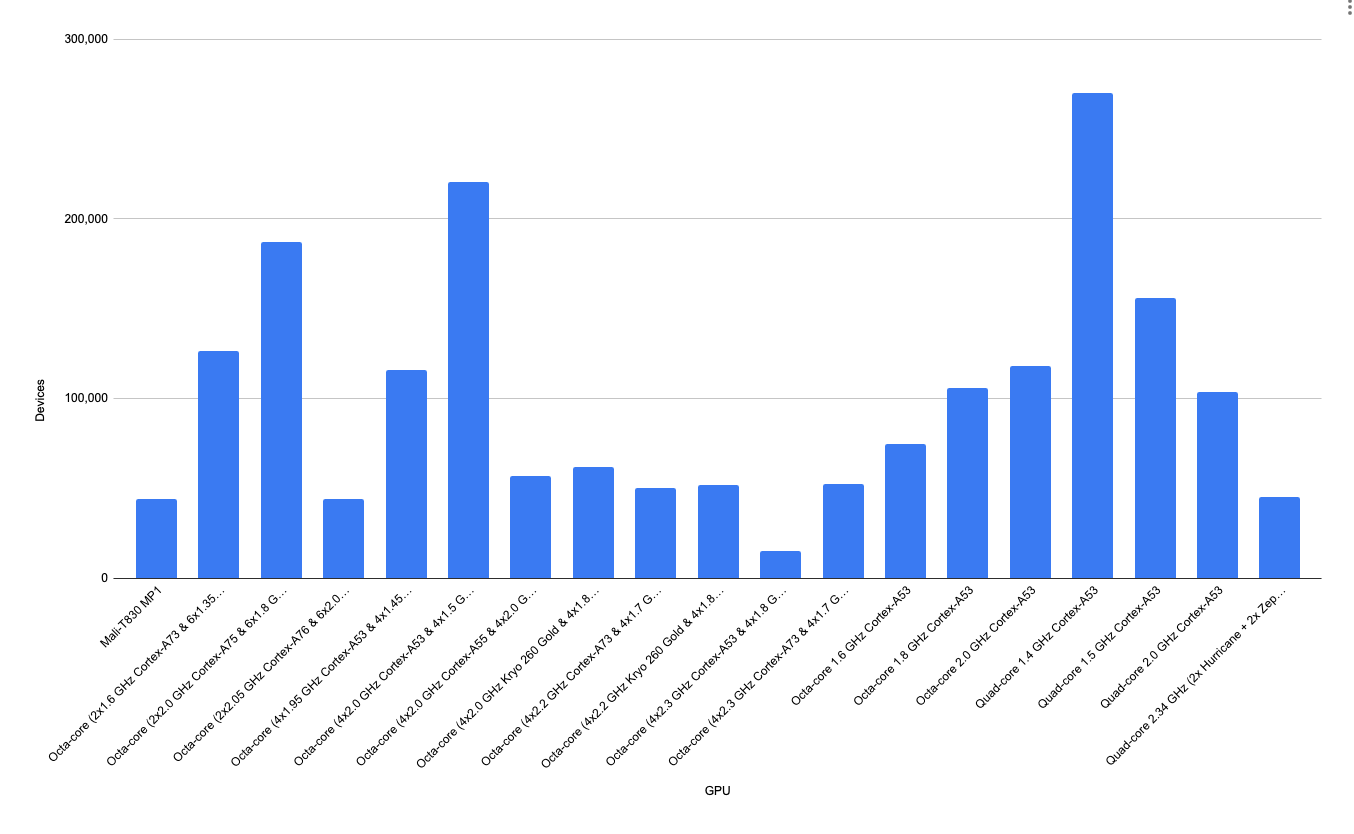 300,000
200,000
100,000
0
Devices
Mali-T830 MP1
Octa-core (2x1.6 GHz Cortex-A73 & 6x1.35…
Octa-core (2x2.0 GHz Cortex-A75 & 6x1.8 G…
Octa-core (2x2.05 GHz Cortex-A76 & 6x2.0…
Octa-core (4x1.95 GHz Cortex-A53 & 4x1.45…
Octa-core (4x2.0 GHz Cortex-A53 & 4x1.5 G…
Octa-core (4x2.0 GHz Cortex-A55 & 4x2.0 G…
Octa-core (4x2.0 GHz Kryo 260 Gold & 4x1.8…
Octa-core (4x2.2 GHz Cortex-A73 & 4x1.7 G…
Octa-core (4x2.2 GHz Kryo 260 Gold & 4x1.8…
Octa-core (4x2.3 GHz Cortex-A53 & 4x1.8 G…
Octa-core (4x2.3 GHz Cortex-A73 & 4x1.7 G…
Octa-core 1.6 GHz Cortex-A53
Octa-core 1.8 GHz Cortex-A53
Octa-core 2.0 GHz Cortex-A53
Quad-core 1.4 GHz Cortex-A53
Quad-core 1.5 GHz Cortex-A53
Quad-core 2.0 GHz Cortex-A53
Quad-core 2.34 GHz (2x Hurricane + 2x Zep…
GPU